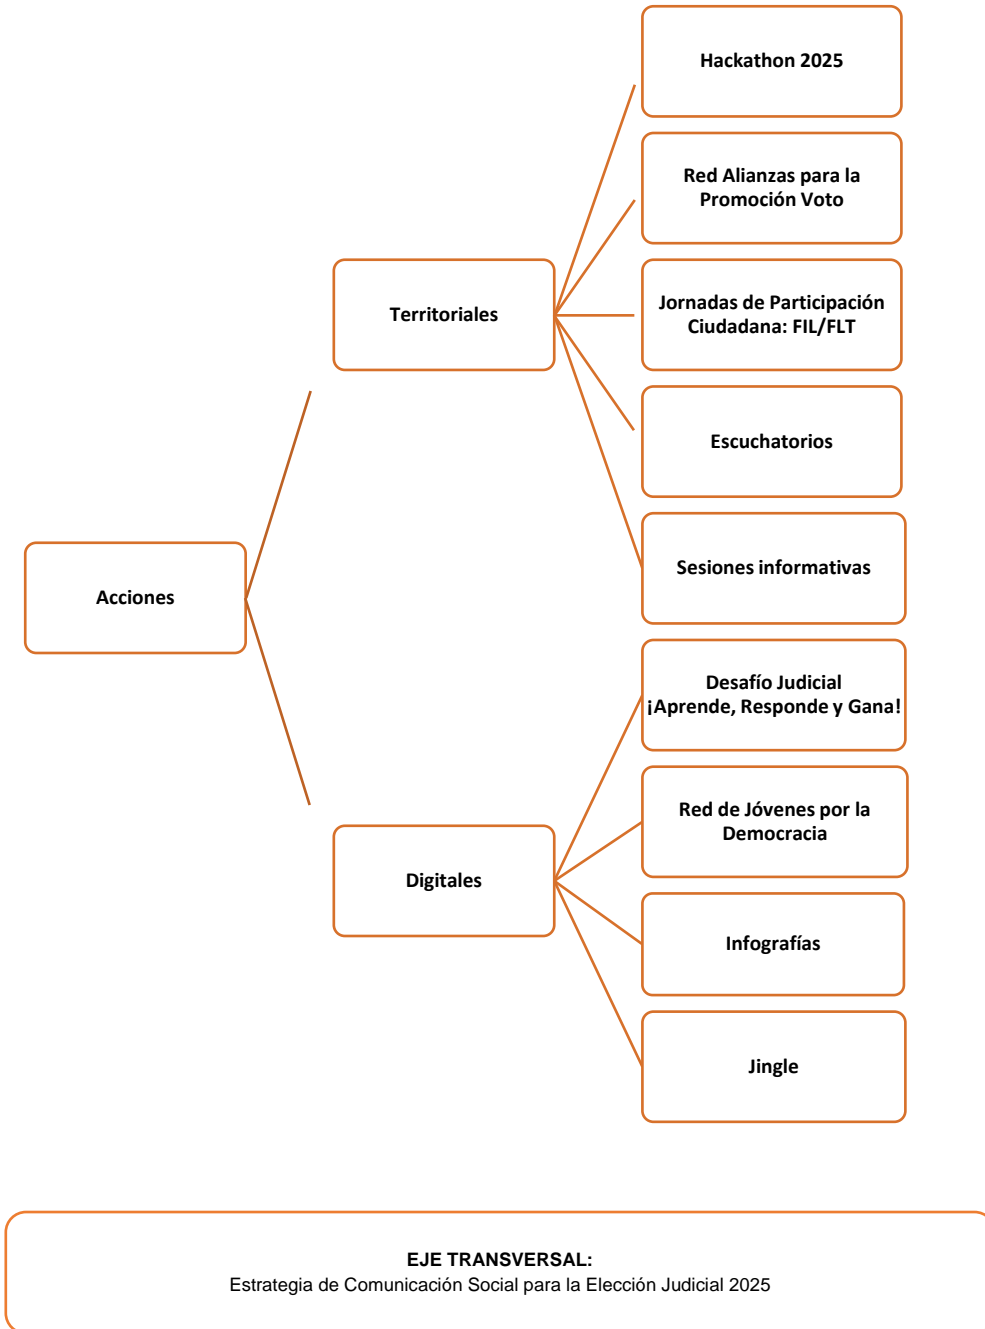 Hackathon 2025
Red Alianzas para la
Promoción Voto
Territoriales
Jornadas de Participación
Ciudadana: FIL/FLT
Escuchatorios
Acciones
Sesiones informativas
Desafío Judicial
¡Aprende, Responde y Gana!
Red de Jóvenes por la
Democracia
Digitales
Infografías
Jingle
EJE TRANSVERSAL:
Estrategia de Comunicación Social para la Elección Judicial 2025